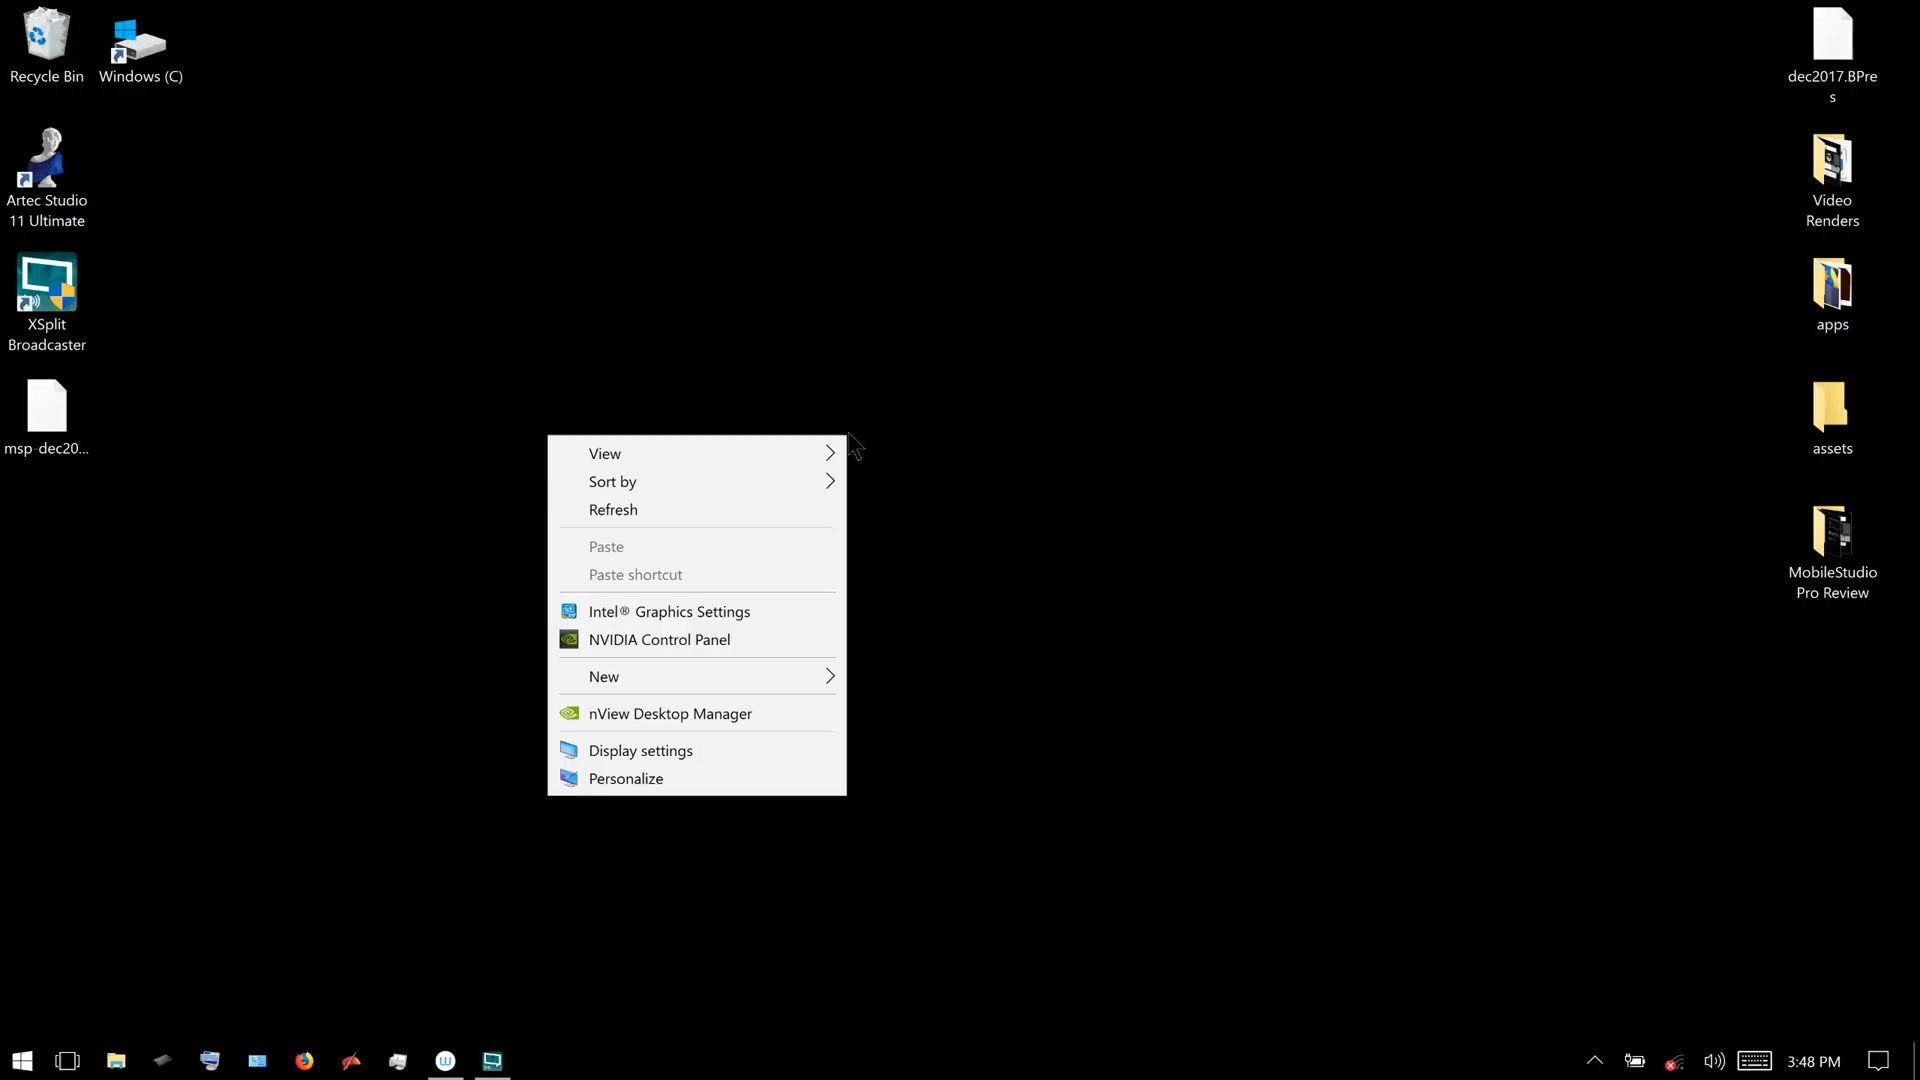 Recycle Bin
Windows (C)
Artec Studio
11 Ultimate
XSplit
Broadcaster
msp-dec20...
View
Sort by
Refresh
Paste
Paste shortcut
Intel® Graphics Settings
NVIDIA Control Panel
New
nView Desktop Manager
Display settings
Personalize
dec2017.BPre
s
Video
Renders
apps
assets
MobileStudio
Pro Review
3:48 PM